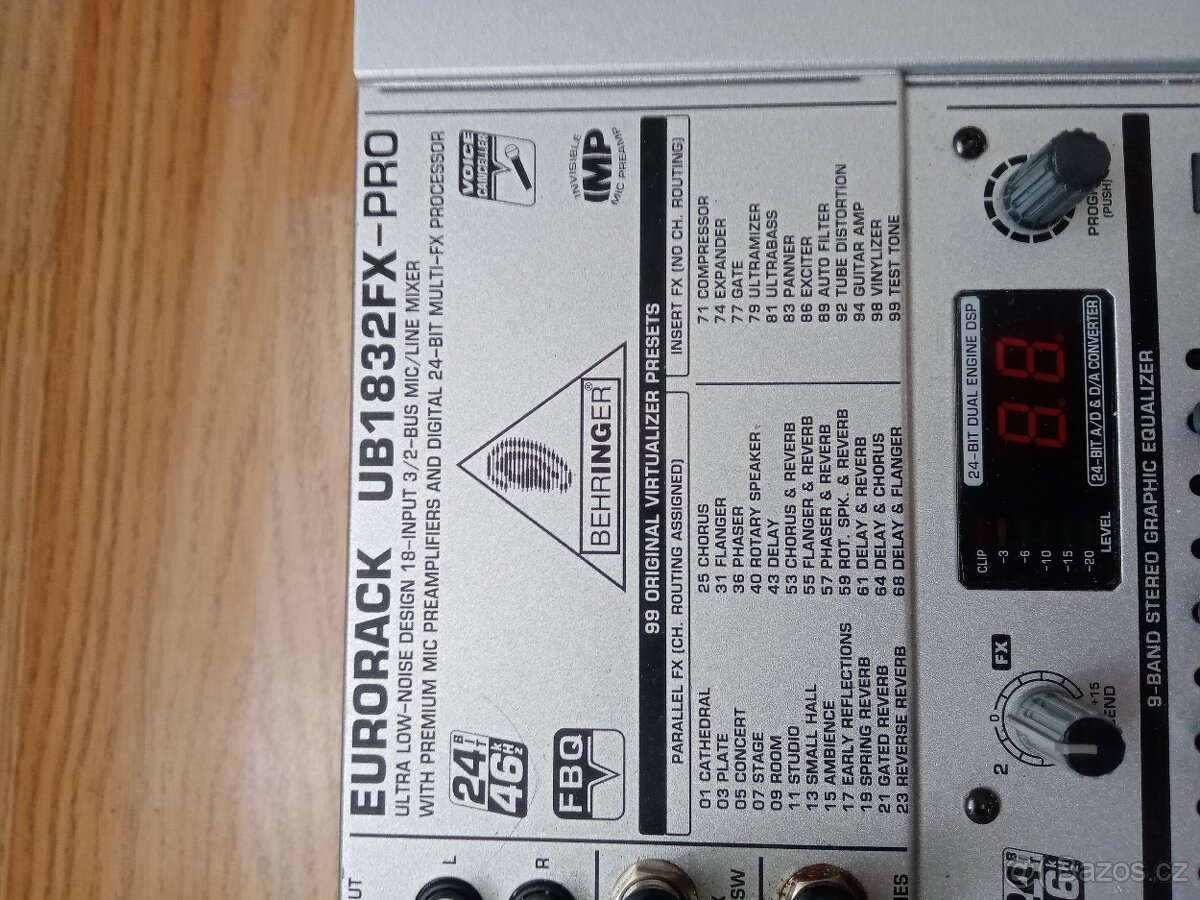 EURORACK UB1832FX-PRO
ULTRA LOW-NOISE DESIGN 18-INPUT 3/2-BUS MIC/LINE MIXER
WITH PREMIUM MIC PREAMPLIFIERS AND DIGITAL 24-BIT MULTI-FX PROCESSOR
24 BIT
46 kHz
FBQ
BEHRINGER®
VOICE
CANCELLER
INVISIBLE
IMP
MIC PREAMP
99 ORIGINAL VIRTUALIZER PRESETS
PARALLEL FX (CH. ROUTING ASSIGNED)
INSERT FX (NO CH. ROUTING)
01 CATHEDRAL
03 PLATE
05 CONCERT
07 STAGE
09 ROOM
11 STUDIO
13 SMALL HALL
15 AMBIENCE
17 EARLY REFLECTIONS
19 SPRING REVERB
21 GATED REVERB
23 REVERSE REVERB
25 CHORUS
31 FLANGER
36 PHASER
40 ROTARY SPEAKER
43 DELAY
53 CHORUS & REVERB
55 FLANGER & REVERB
57 PHASER & REVERB
59 ROT. SPK. & REVERB
61 DELAY & REVERB
64 DELAY & CHORUS
68 DELAY & FLANGER
71 COMPRESSOR
74 EXPANDER
77 GATE
79 ULTRAMIZER
81 ULTRABASS
83 PANNER
86 EXCITER
89 AUTO FILTER
92 TUBE DISTORTION
94 GUITAR AMP
98 VINYLIZER
99 TEST TONE
24-BIT DUAL ENGINE DSP
8.8.
24-BIT A/D & D/A CONVERTER
CLIP
-3
-6
-10
-15
-20
LEVEL
FX
0
+15
2
(PUSH)
9-BAND STEREO GRAPHIC EQUALIZER
L
R
SW
Bazos.cz